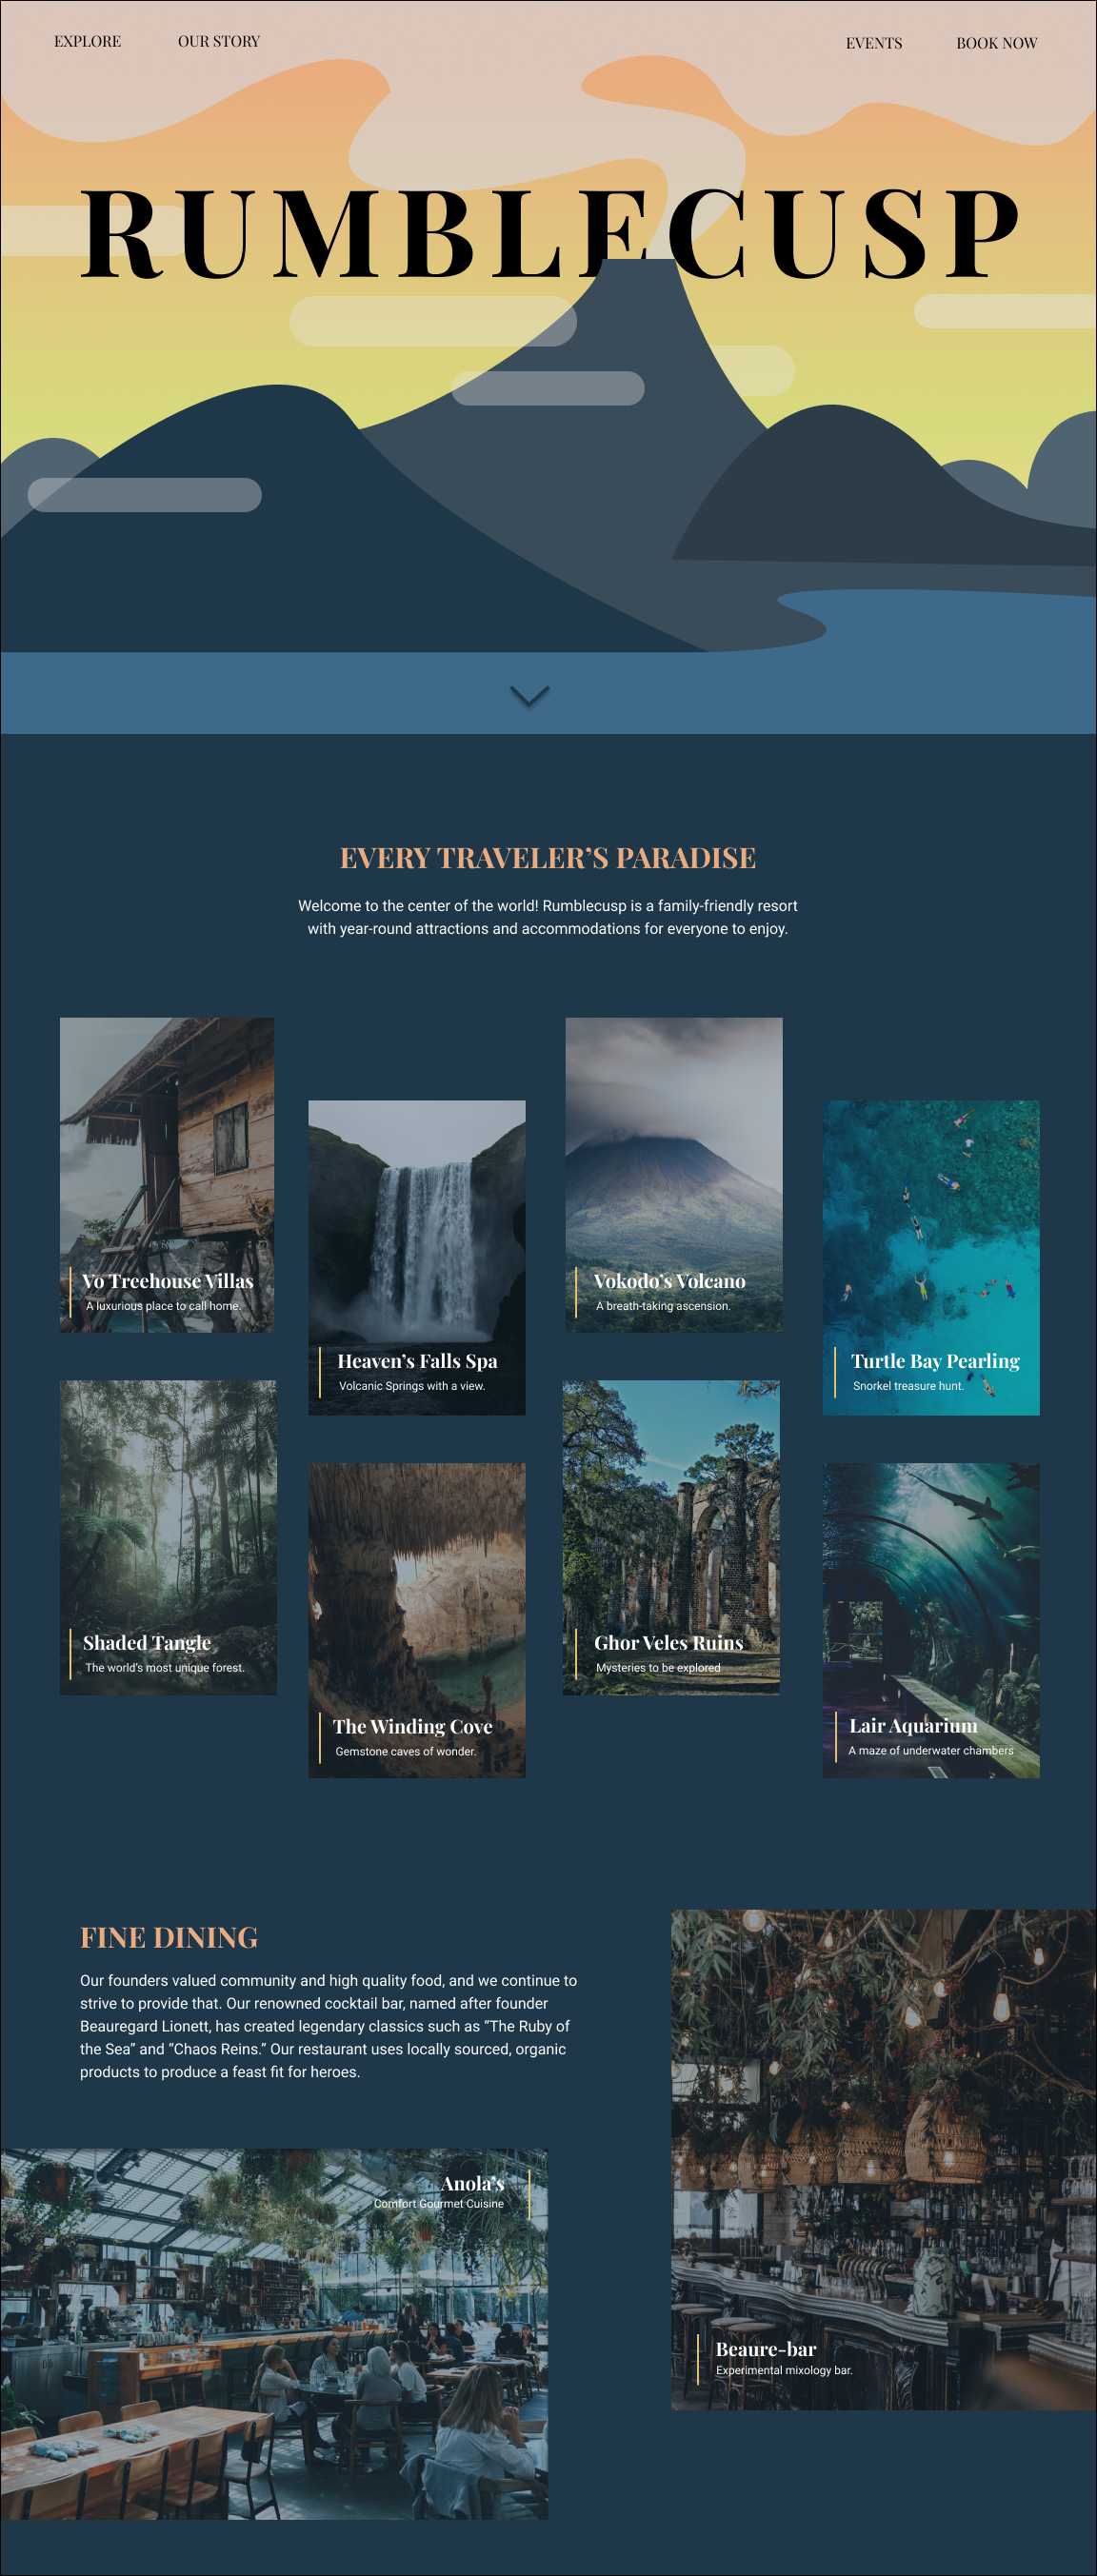 EXPLORE
OUR STORY
EVENTS
BOOK NOW
RUMBLECUSP
EVERY TRAVELER’S PARADISE
Welcome to the center of the world! Rumblecusp is a family-friendly resort
with year-round attractions and accommodations for everyone to enjoy.
Vo Treehouse Villas
A luxurious place to call home.
Heaven’s Falls Spa
Volcanic Springs with a view.
Vokodo’s Volcano
A breath-taking ascension.
Turtle Bay Pearling
Snorkel treasure hunt.
Shaded Tangle
The world’s most unique forest.
The Winding Cove
Gemstone caves of wonder.
Ghor Veles Ruins
Mysteries to be explored
Lair Aquarium
A maze of underwater chambers
FINE DINING
Our founders valued community and high quality food, and we continue to
strive to provide that. Our renowned cocktail bar, named after founder
Beauregard Lionett, has created legendary classics such as “The Ruby of
the Sea” and “Chaos Reins.” Our restaurant uses locally sourced, organic
products to produce a feast fit for heroes.
Anola’s
Comfort Gourmet Cuisine
Beaure-bar
Experimental mixology bar.